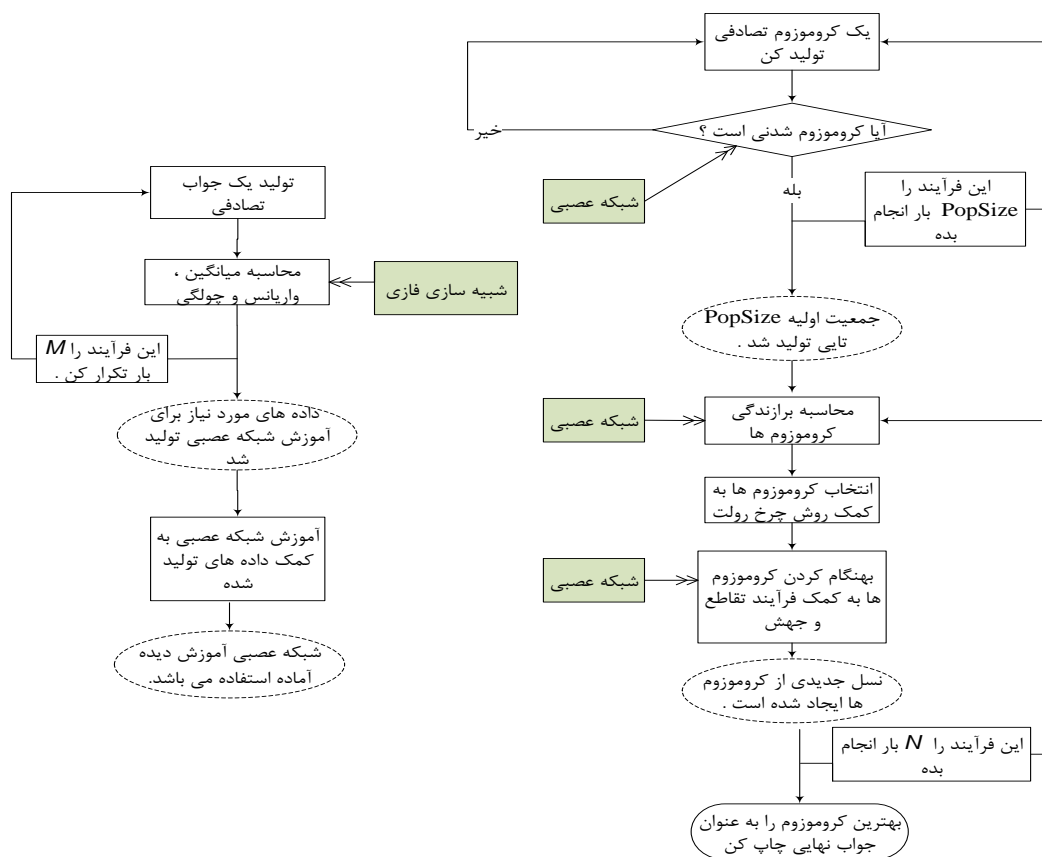 یک کروموزوم تصادفی
تولید کن
آیا کروموزوم شدنی است ؟
خیر
شبکه عصبی
بله
این فرآیند را
PopSize بار انجام
بده
جمعیت اولیه PopSize
تایی تولید شد .
شبکه عصبی
محاسبه برازندگی
کروموزوم ها
انتخاب کروموزوم ها به
کمک روش چرخ رولت
شبکه عصبی
بهنگام کردن کروموزوم
ها به کمک فرآیند تقاطع
و جهش
نسل جدیدی از کروموزوم
ها ایجاد شده است .
این فرآیند را N بار انجام
بده
بهترین کروموزوم را به عنوان
جواب نهایی چاپ کن
تولید یک جواب
تصادفی
محاسبه میانگین ،
واریانس و چولگی
شبیه سازی فازی
این فرآیند را M
بار تکرار کن .
داده های مورد نیاز برای
آموزش شبکه عصبی تولید
شد
آموزش شبکه عصبی به
کمک داده های تولید
شده
شبکه عصبی آموزش دیده
آماده استفاده می باشد.